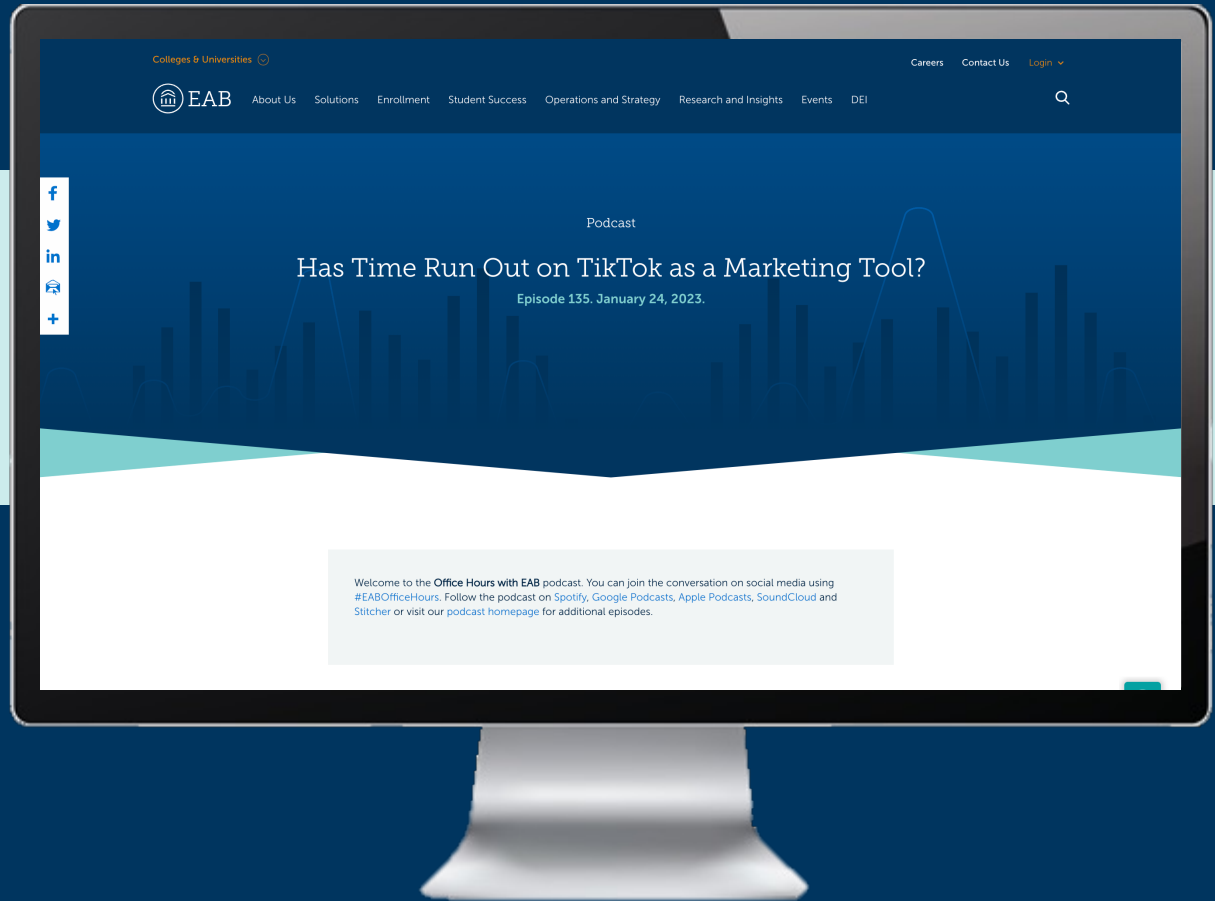 Colleges & Universities
Careers Contact Us Login
EAB About Us Solutions Enrollment Student Success Operations and Strategy Research and Insights Events DEI
Podcast
Has Time Run Out on TikTok as a Marketing Tool?
Episode 135. January 24, 2023.
Welcome to the Office Hours with EAB podcast. You can join the conversation on social media using
#EABOfficeHours. Follow the podcast on Spotify, Google Podcasts, Apple Podcasts, SoundCloud and
Stitcher or visit our podcast homepage for additional episodes.